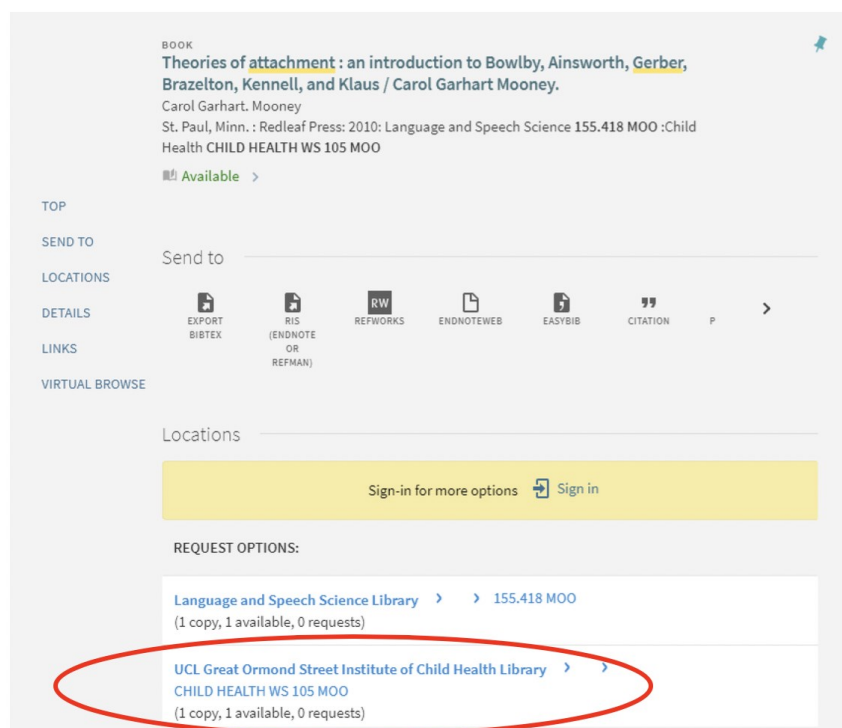 BOOK
Theories of attachment : an introduction to Bowlby, Ainsworth, Gerber,
Brazelton, Kennell, and Klaus / Carol Garhart Mooney.
Carol Garhart. Mooney
St. Paul, Minn. : Redleaf Press: 2010: Language and Speech Science 155.418 MOO :Child
Health CHILD HEALTH WS 105 MOO
Available >
TOP
SEND TO
LOCATIONS
DETAILS
LINKS
VIRTUAL BROWSE
Send to
EXPORT
BIBTEX
RIS
(ENDNOTE
OR
REFMAN)
RW
REFWORKS
ENDNOTEWEB
EASYBIB
CITATION
P
Locations
Sign-in for more options Sign in
REQUEST OPTIONS:
Language and Speech Science Library > > 155.418 MOO
(1 copy, 1 available, 0 requests)
UCL Great Ormond Street Institute of Child Health Library > >
CHILD HEALTH WS 105 MOO
(1 copy, 1 available, 0 requests)